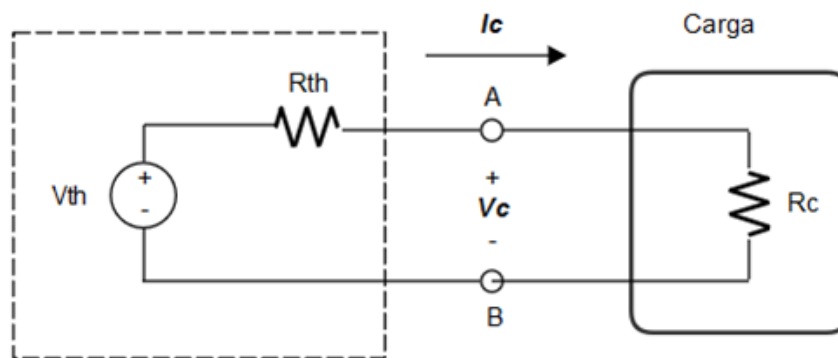 Ic
Carga
Rth
A
+
Vth
-
+
Vc
-
Rc
B